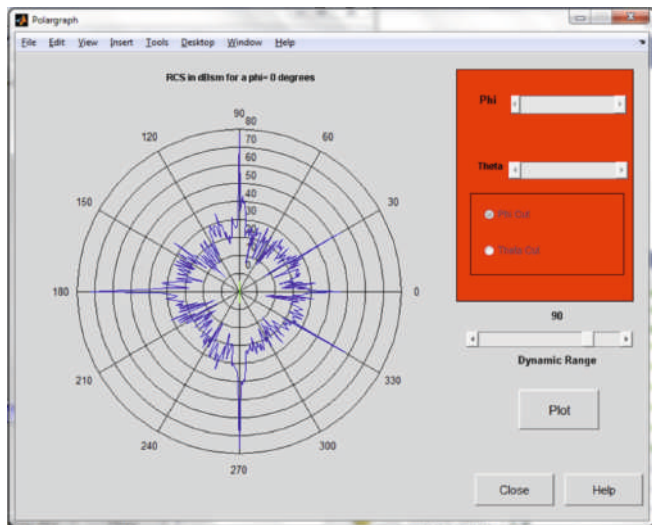 Polargraph
File Edit View Insert Tools Desktop Window Help
RCS in dBsm for a phi= 0 degrees
90
80
120
60
70
60
50
150
40
30
30
0
180
0
210
330
240
300
270
Phi
Theta
Phi Cut
Theta Cut
90
Dynamic Range
Plot
Close Help